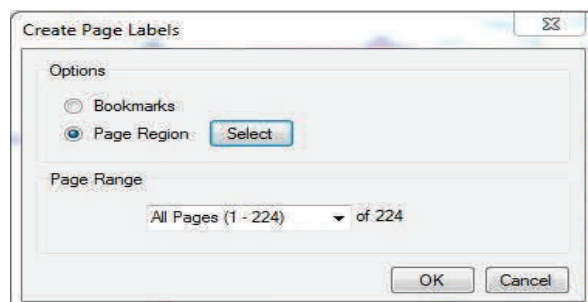 Create Page Labels
Options
Bookmarks
Page Region Select
Page Range
All Pages (1 - 224) of 224
OK Cancel